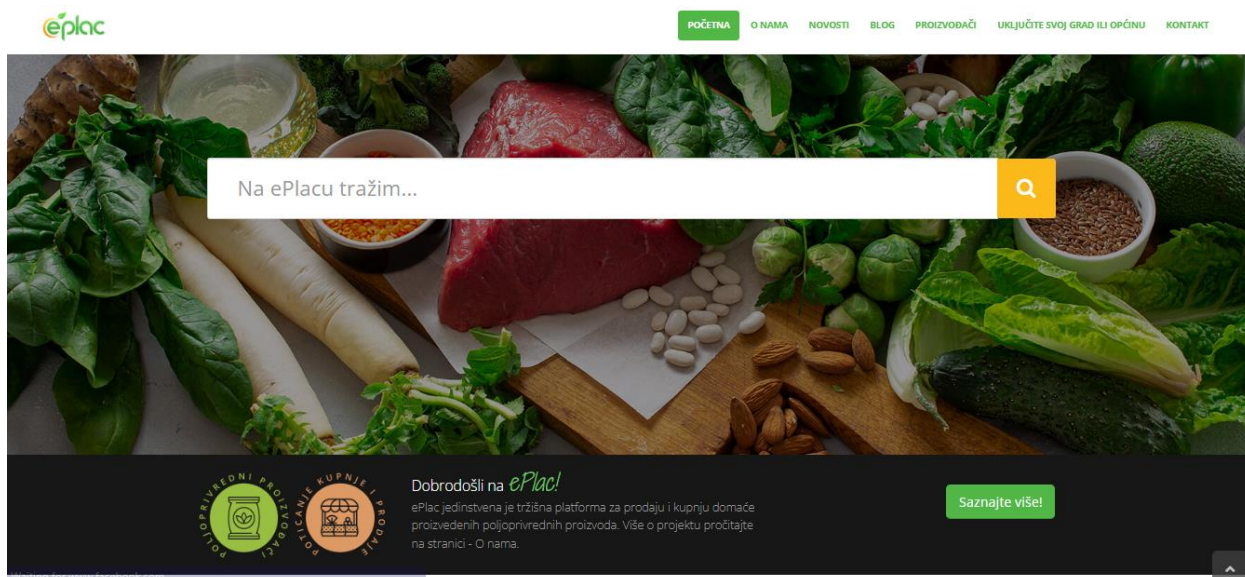 eplac
POČETNA O NAMA NOVOSTI BLOG PROIZVOĐAČI UKLJUČITE SVOJ GRAD ILI OPĆINU KONTAKT
Na ePlacu tražim...
POLJOPRIVREDNI PROIZVOĐAČI
POTICANJE KUPNJE I PRODAJE
Dobrodošli na ePlac!
ePlac jedinstvena je tržišna platforma za prodaju i kupnju domaće
proizvedenih poljoprivrednih proizvoda. Više o projektu pročitajte
na stranici - O nama.
Saznajte više!